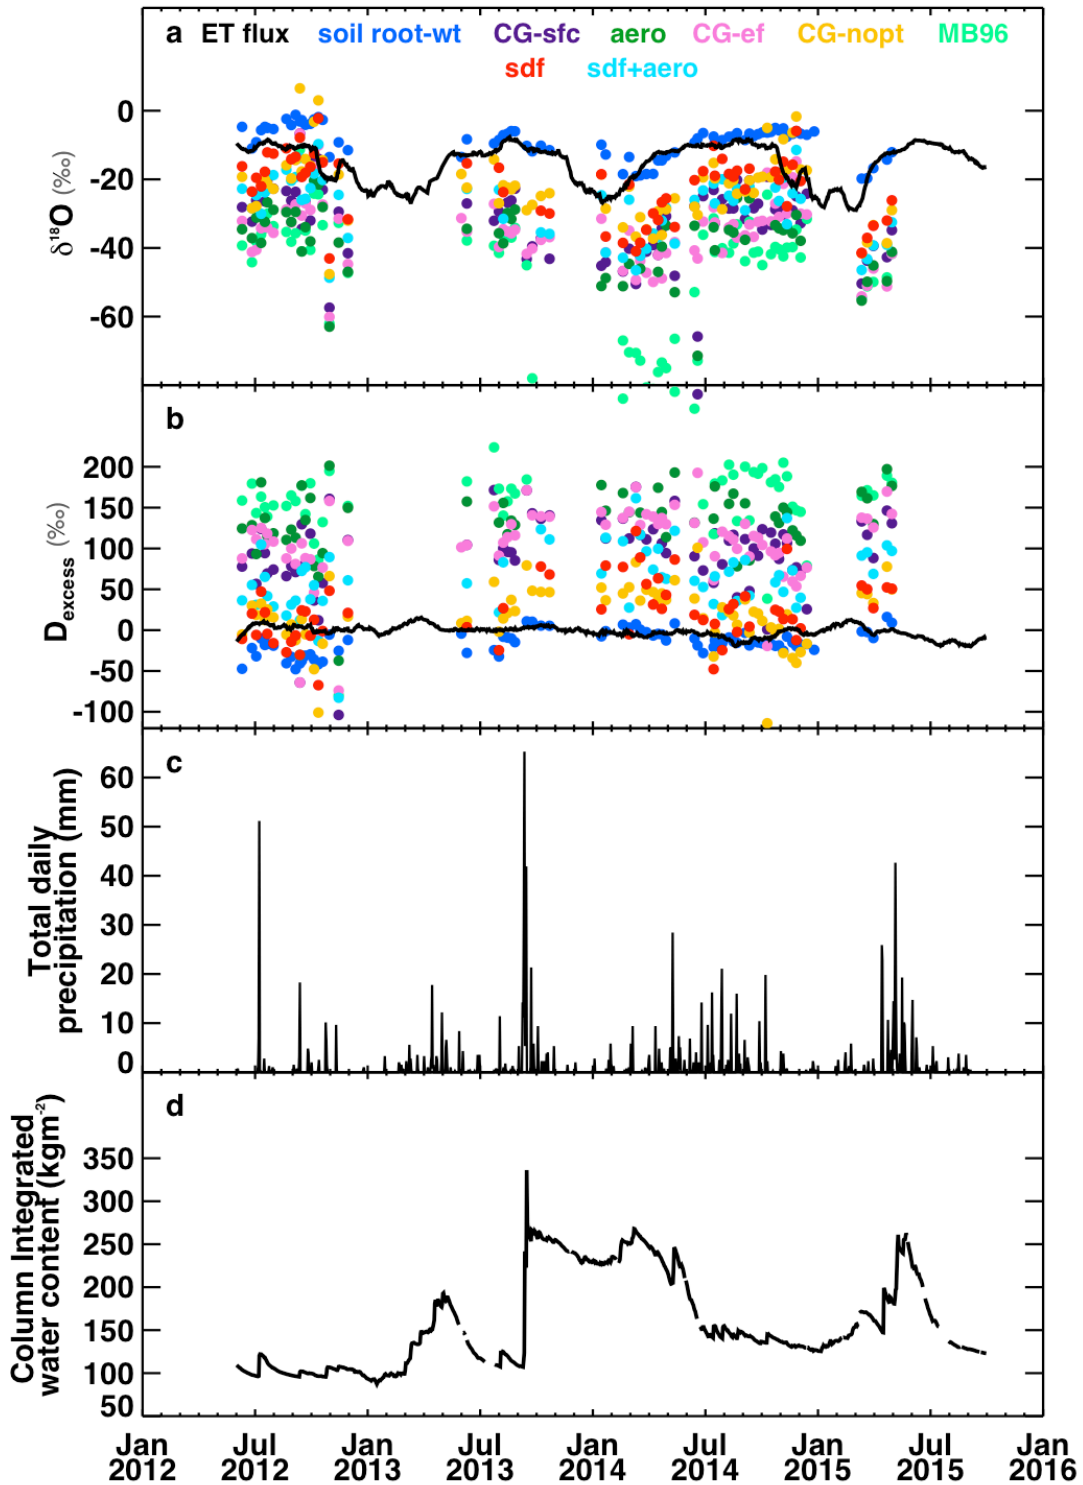 a ET flux soil root-wt CG-sfc aero CG-ef CG-nopt MB96
sdf sdf+aero
0
-20
-40
-60
δ¹⁸O (‰)
b
200
150
100
50
0
-50
-100
Dexcess (‰)
c
60
50
40
30
20
10
0
Total daily
precipitation (mm)
d
350
300
250
200
150
100
50
Column Integrated
water content (kgm⁻²)
Jan Jul Jan Jul Jan Jul Jan Jul Jan
2012 2012 2013 2013 2014 2014 2015 2015 2016